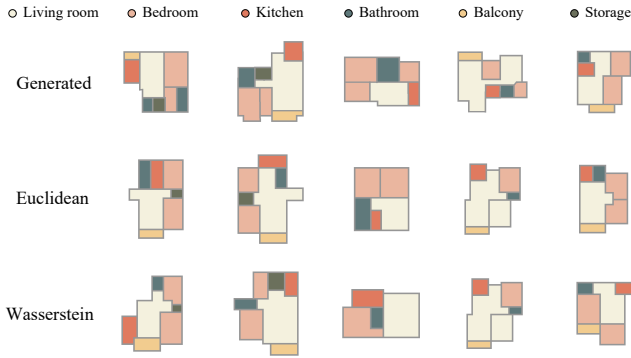 Living room Bedroom Kitchen Bathroom Balcony Storage
Generated
Euclidean
Wasserstein